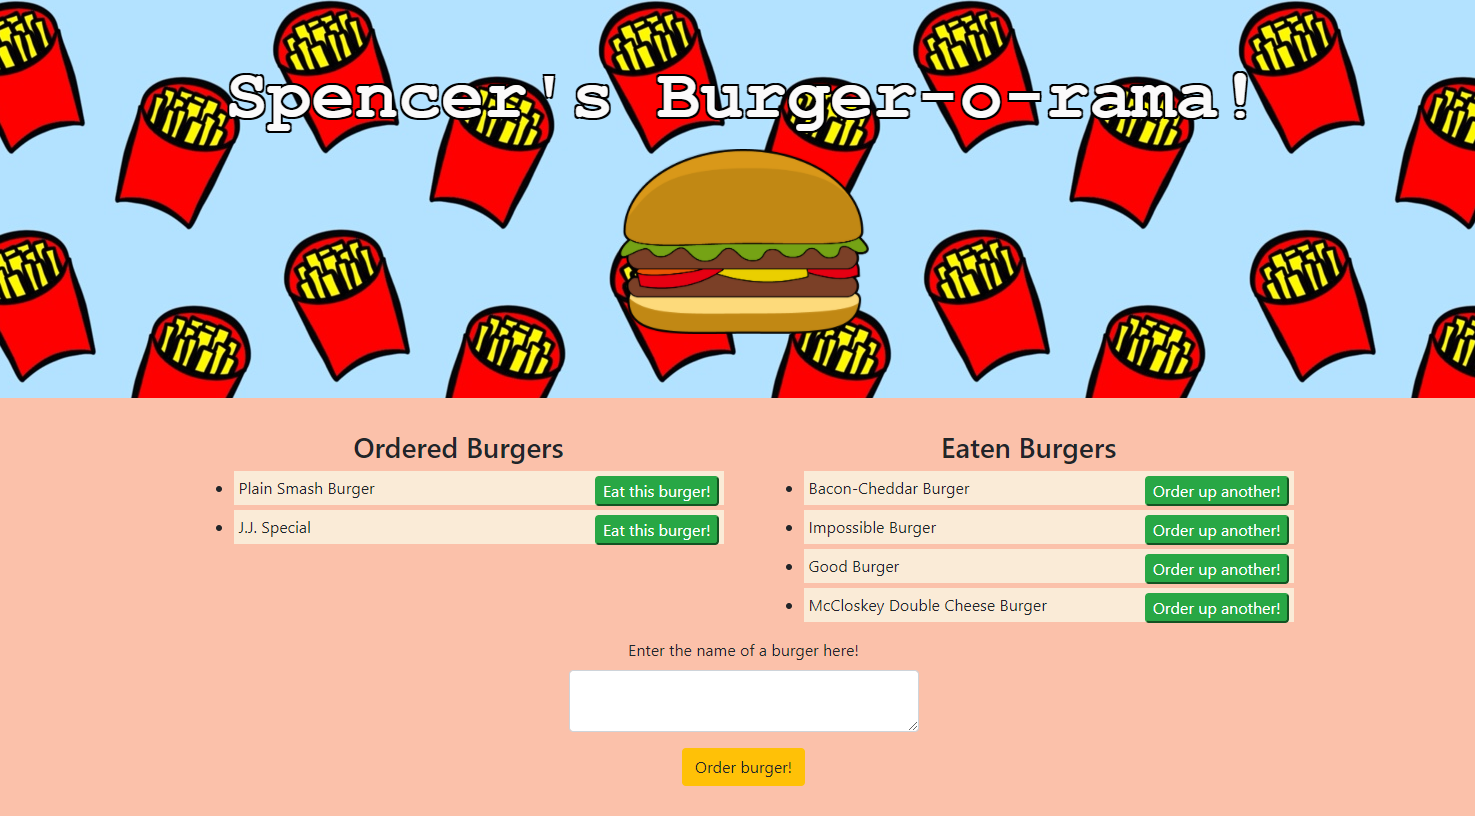 Spencer's Burger-o-rama!
Ordered Burgers
Plain Smash Burger Eat this burger!
J.J. Special Eat this burger!
Eaten Burgers
Bacon-Cheddar Burger Order up another!
Impossible Burger Order up another!
Good Burger Order up another!
McCloskey Double Cheese Burger Order up another!
Enter the name of a burger here!
Order burger!